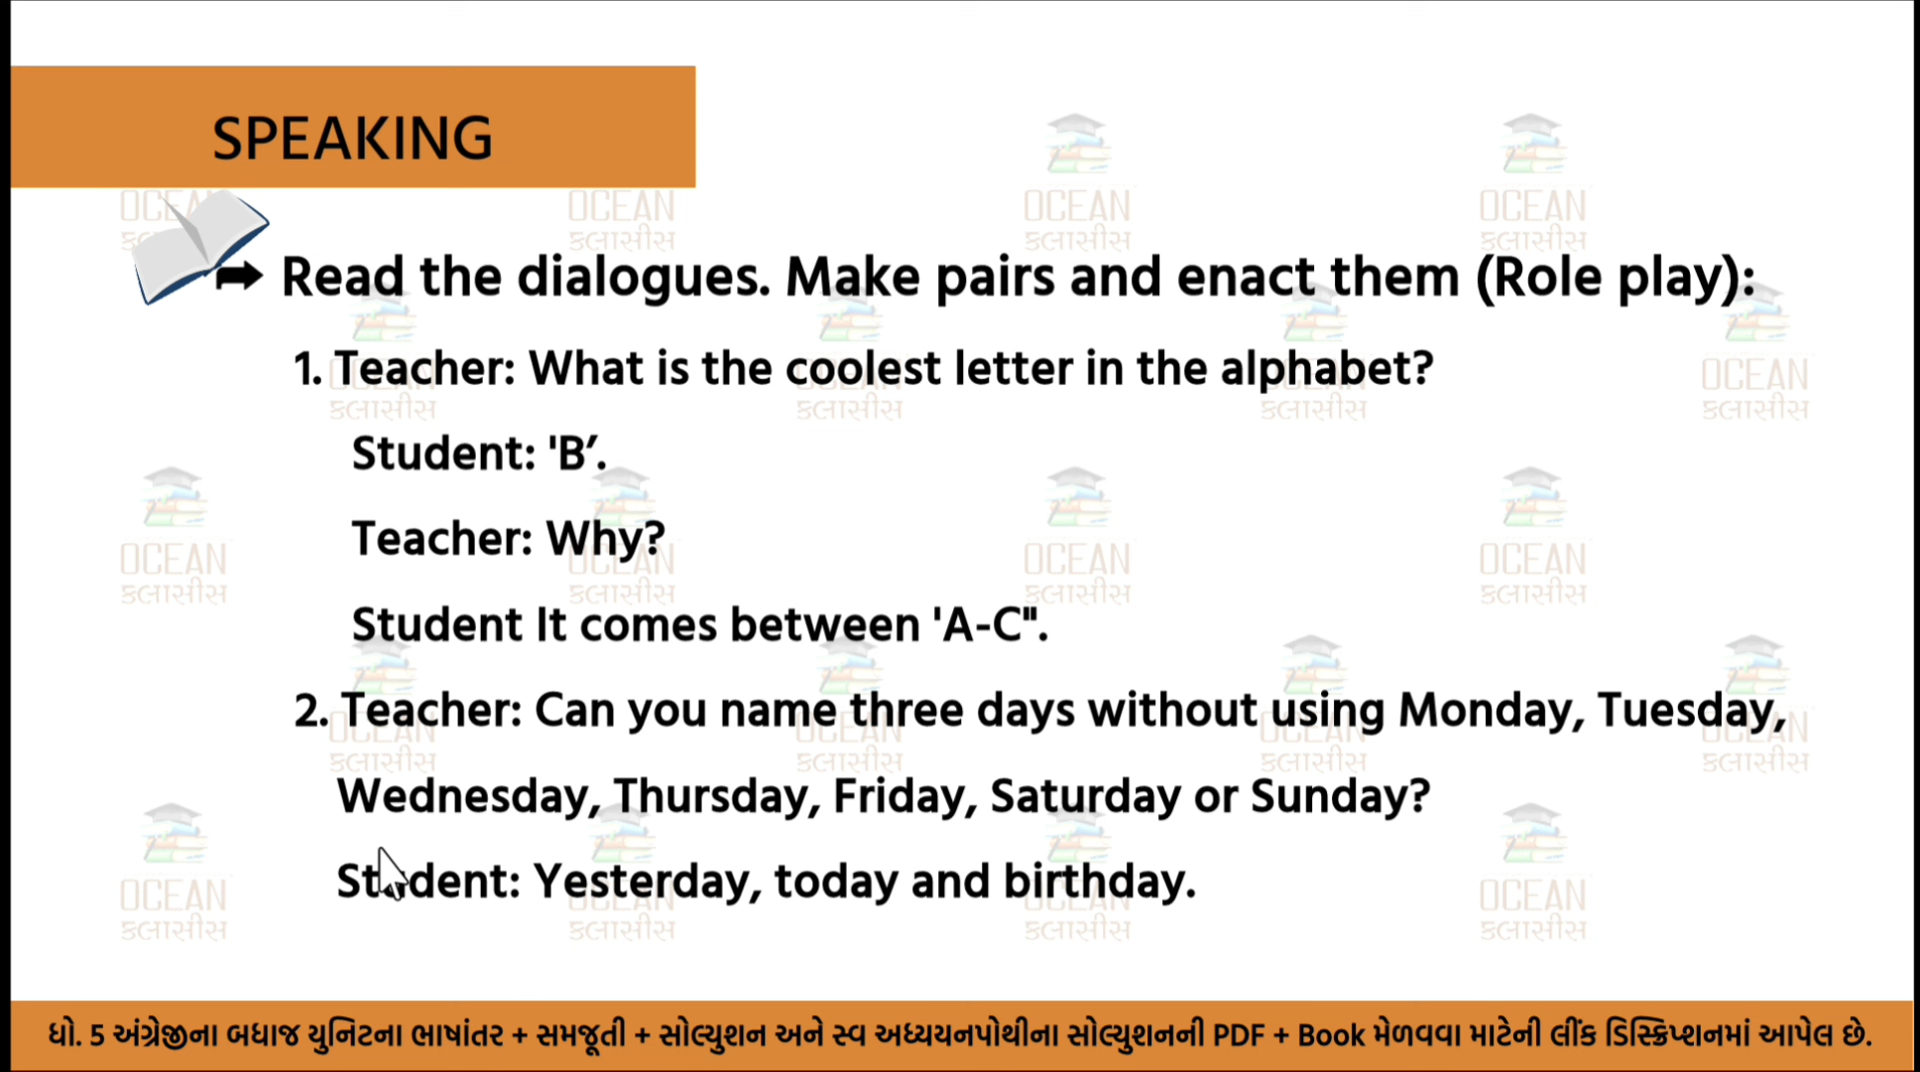 SPEAKING
➡ Read the dialogues. Make pairs and enact them (Role play):
1. Teacher: What is the coolest letter in the alphabet?
Student: 'B′.
Teacher: Why?
Student It comes between 'A-C".
2. Teacher: Can you name three days without using Monday, Tuesday,
Wednesday, Thursday, Friday, Saturday or Sunday?
Student: Yesterday, today and birthday.
OCEAN
ક્લાસીસ
ધો. 5 અંગ્રેજીના બધાજ યુનિટના ભાષાંતર + સમજૂતી + સોલ્યુશન અને સ્વ અધ્યયનપોથીના સોલ્યુશનની PDF + Book મેળવવા માટેની લીંક ડિસ્ક્રિપ્શનમાં આપેલ છે.